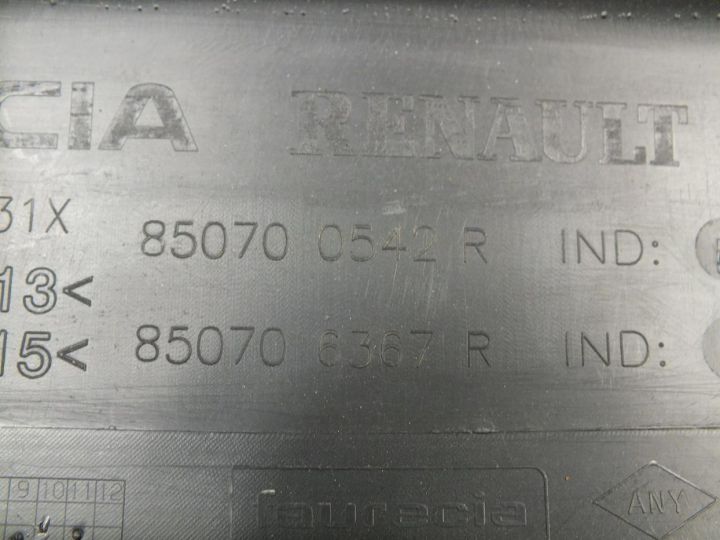 CIA RENAULT
31X 85070 0542 R IND:
13<
15< 85070 6367 R IND:
9 10 11 12
faurecia ANY